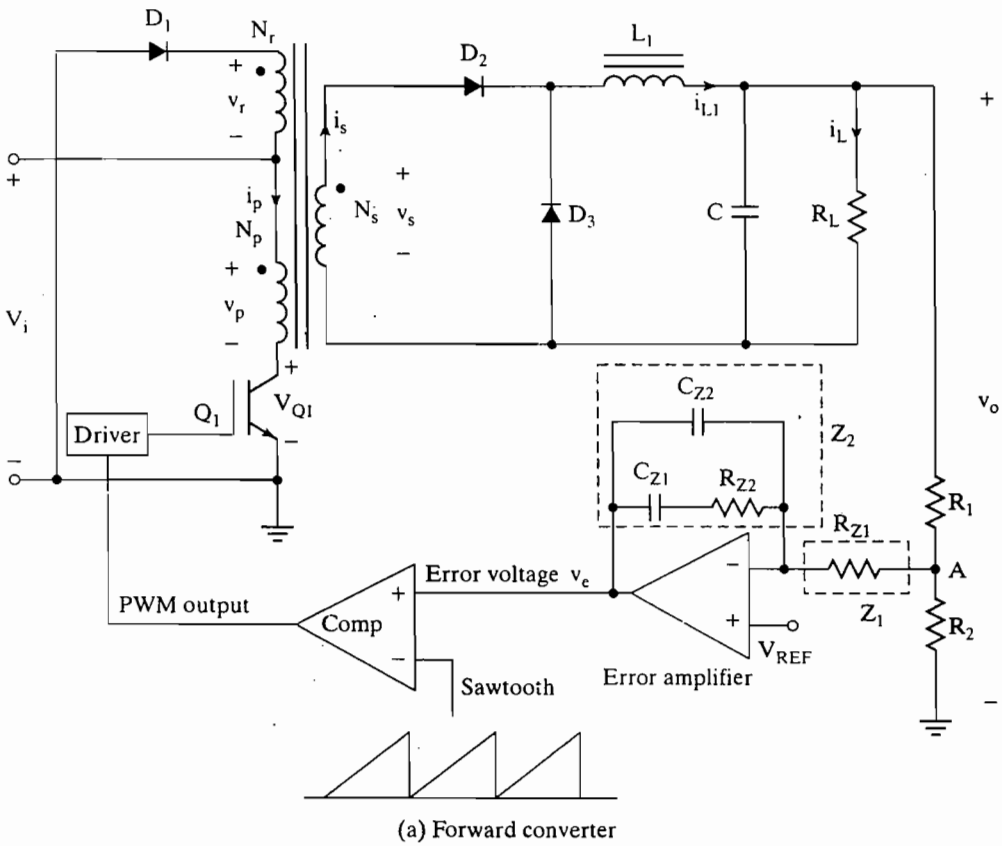 D1
Nr
+
vr
−
+
ip
Np
+
vp
−
Vi
+
VQ1
−
Q1
Driver
−
is
Ns
+
vs
−
D2
D3
L1
iL1
C
iL
RL
+
vo
−
CZ2
Z2
CZ1
RZ2
RZ1
Z1
R1
A
R2
−
+
VREF
Error amplifier
Error voltage ve
+
Comp
−
PWM output
Sawtooth
(a) Forward converter